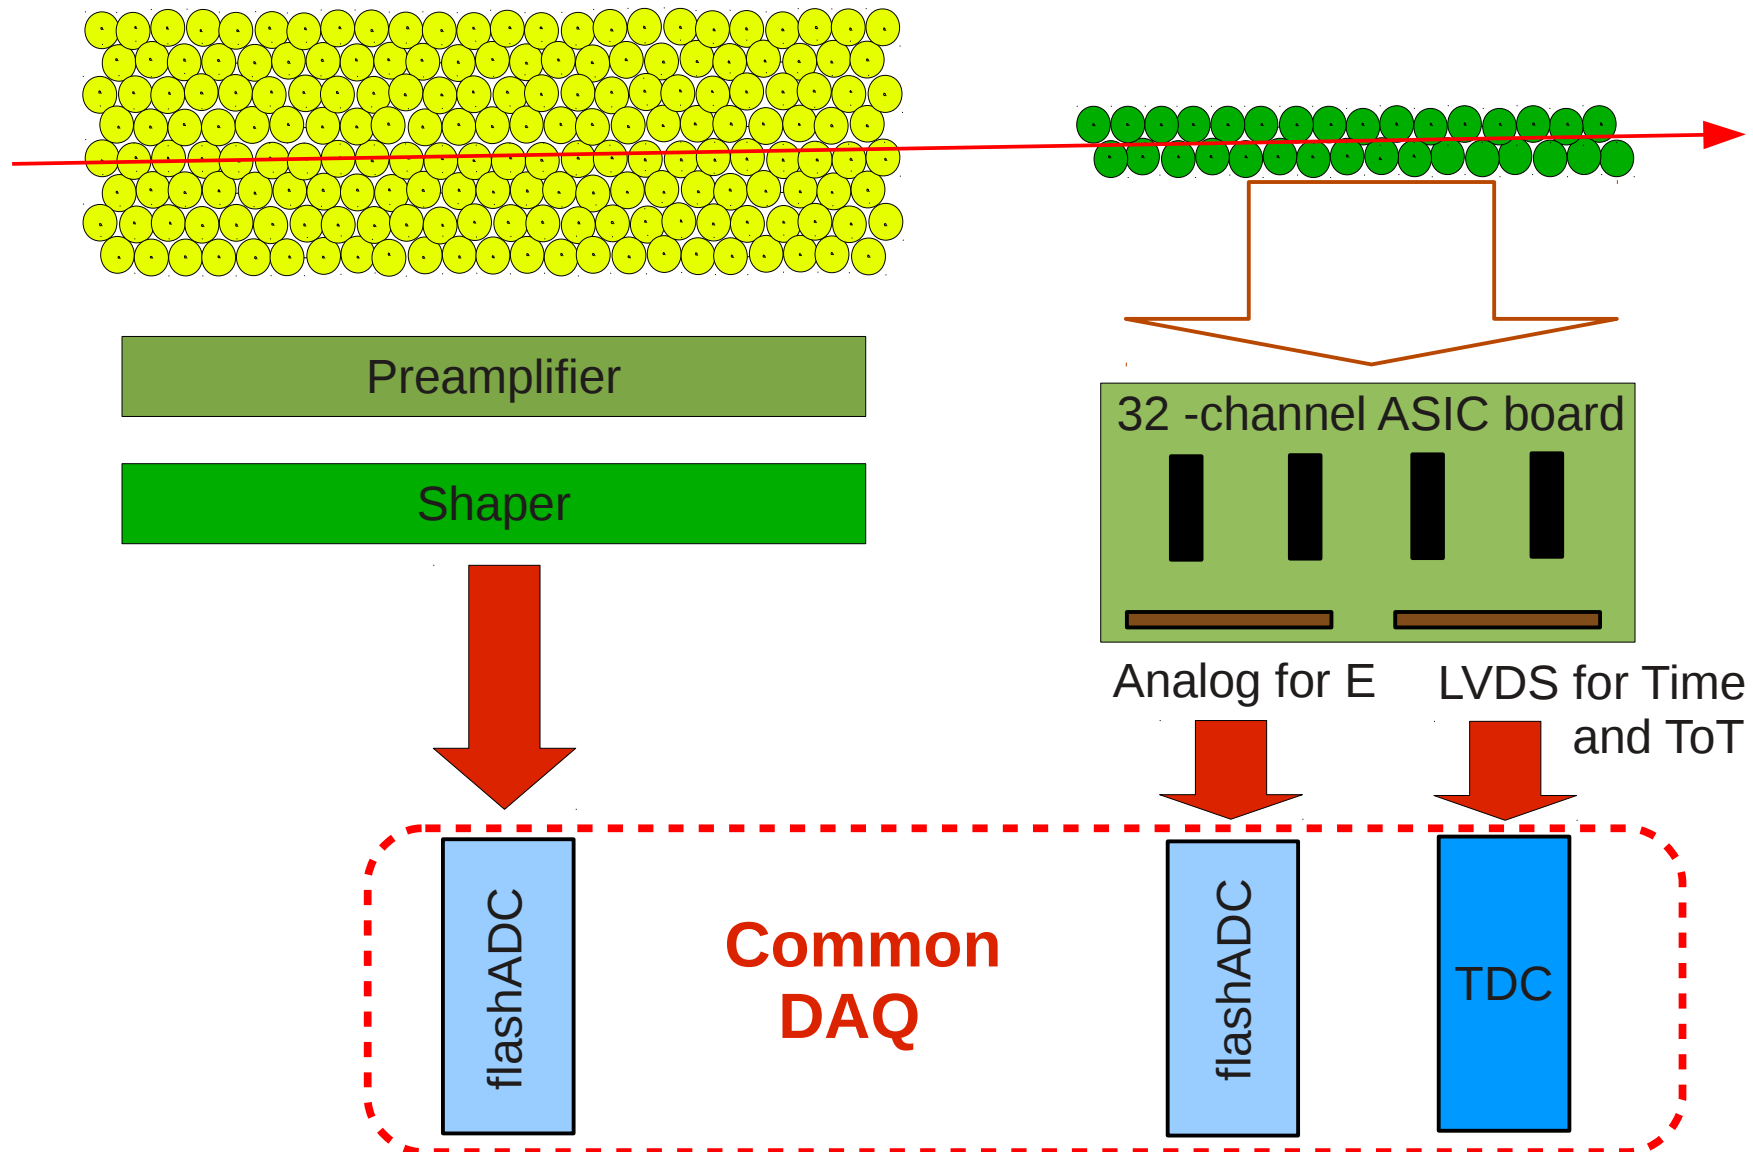 Preamplifier
Shaper
32 -channel ASIC board
Analog for E
LVDS for Time
and ToT
flashADC
Common
DAQ
flashADC
TDC